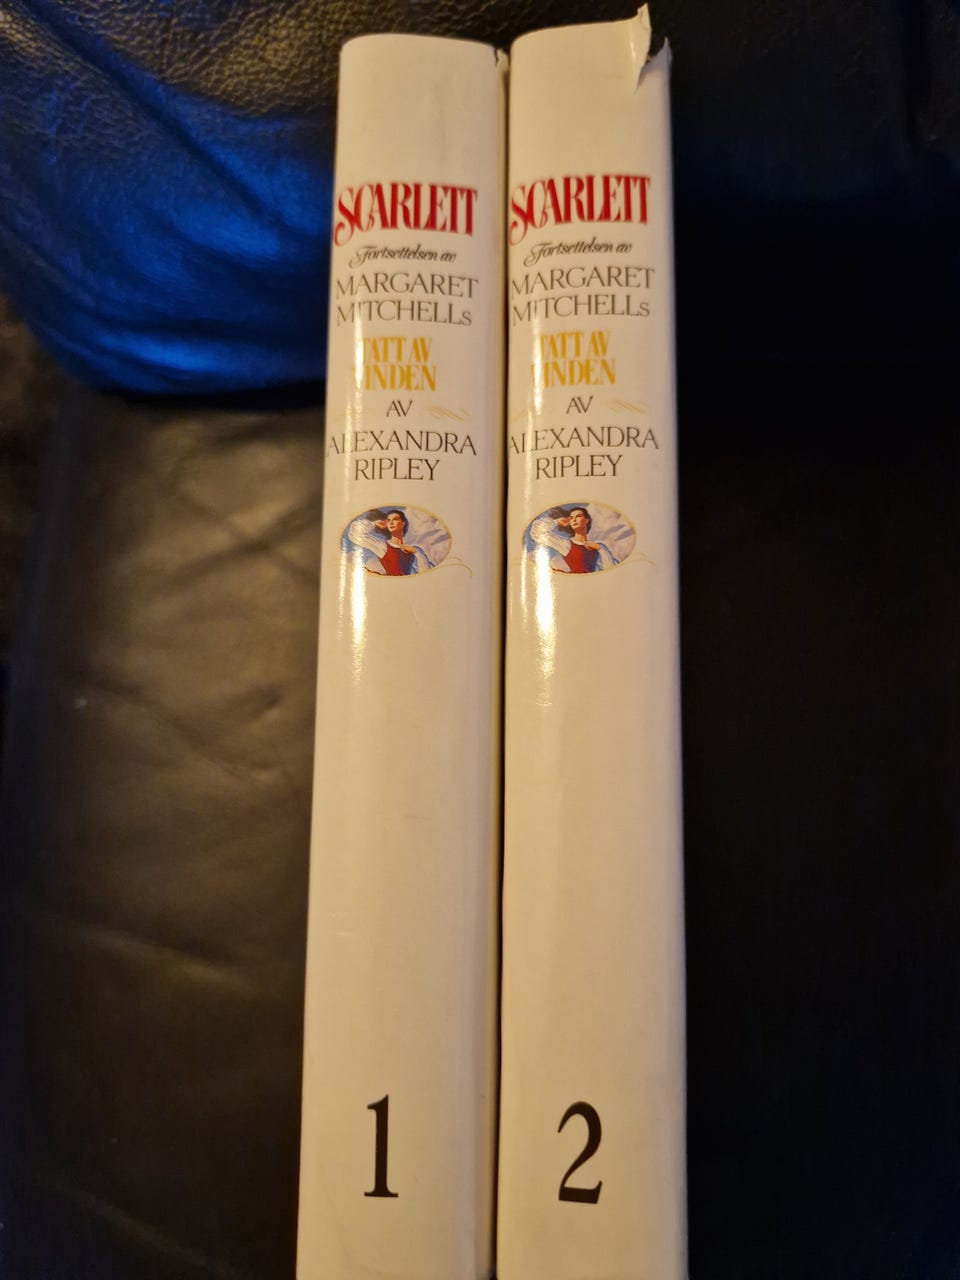 SCARLETT
Fortsettelsen av
MARGARET
MITCHELLs
TATT AV
VINDEN
AV
ALEXANDRA
RIPLEY
1
SCARLETT
Fortsettelsen av
MARGARET
MITCHELLs
TATT AV
VINDEN
AV
ALEXANDRA
RIPLEY
2